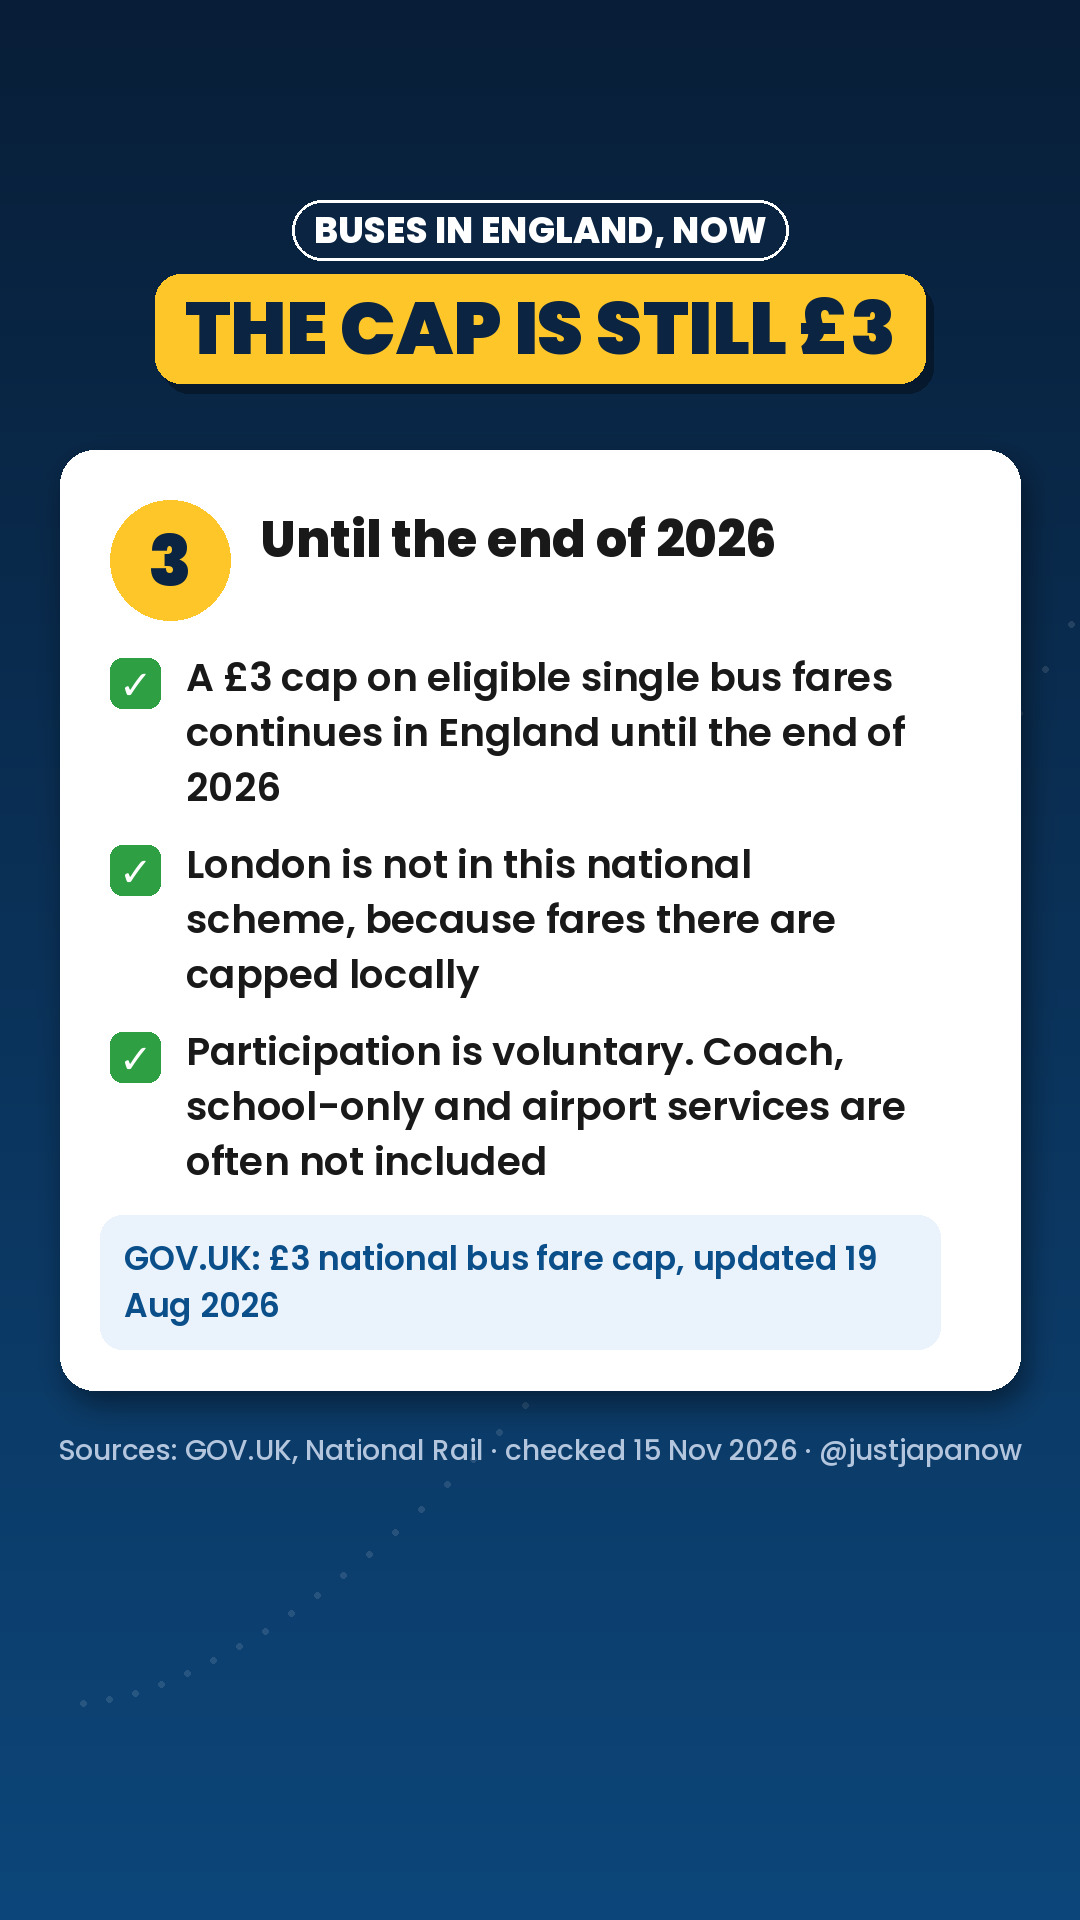 BUSES IN ENGLAND, NOW
THE CAP IS STILL £3
3
Until the end of 2026
✓ A £3 cap on eligible single bus fares
continues in England until the end of
2026
✓ London is not in this national
scheme, because fares there are
capped locally
✓ Participation is voluntary. Coach,
school-only and airport services are
often not included
GOV.UK: £3 national bus fare cap, updated 19
Aug 2026
Sources: GOV.UK, National Rail · checked 15 Nov 2026 · @justjapanow